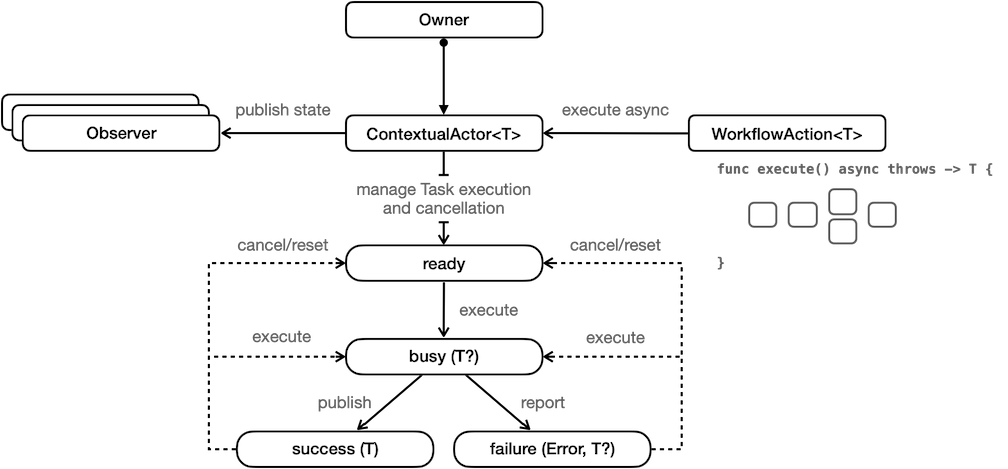 Owner
publish state
execute async
Observer
ContextualActor<T>
WorkflowAction<T>
func execute() async throws -> T {
manage Task execution
and cancellation
cancel/reset
cancel/reset
ready
}
execute
execute
execute
busy (T?)
publish
report
success (T)
failure (Error, T?)